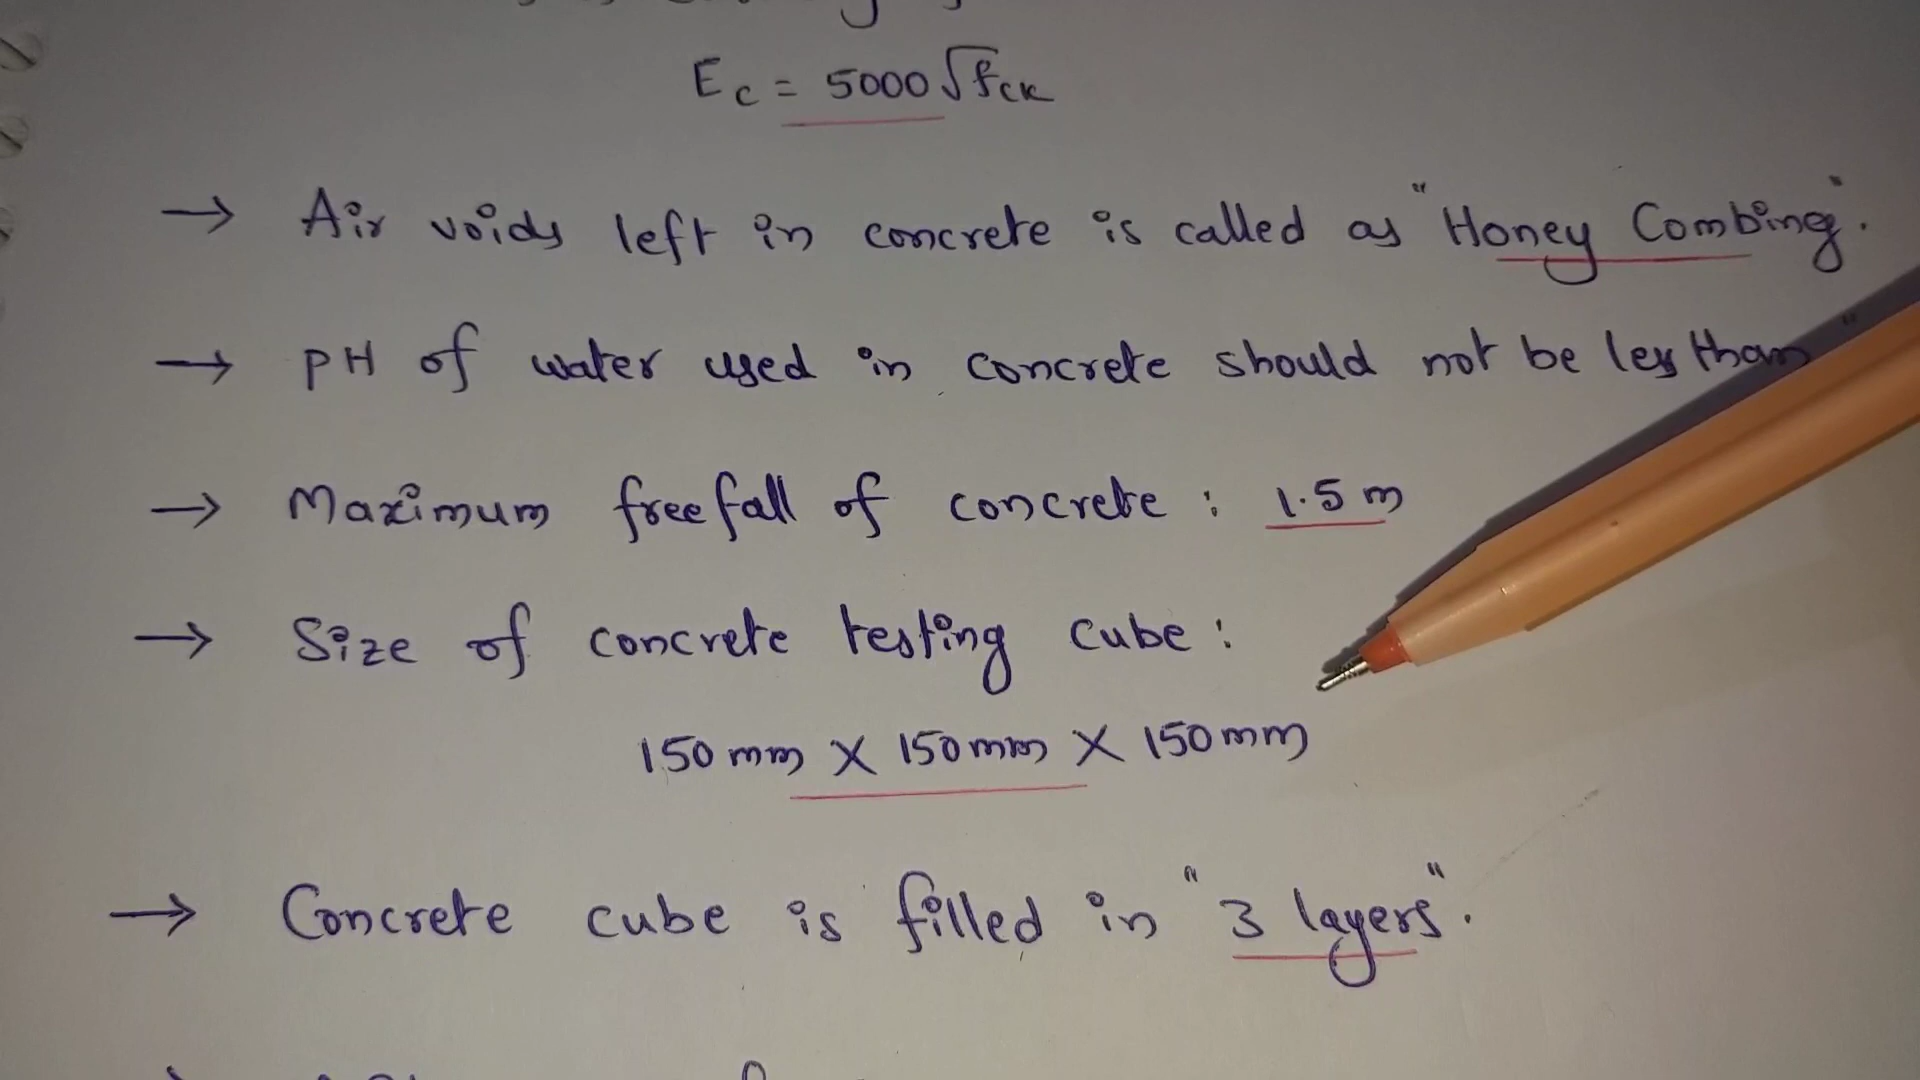 Ec = 5000√fck
→ Air voids left in concrete is called as "Honey Combing".
→ PH of water used in concrete should not be less than "
→ Maximum freefall of concrete : 1.5 m
→ Size of concrete testing cube :
150 mm X 150 mm X 150 mm
→ Concrete cube is filled in "3 layers".